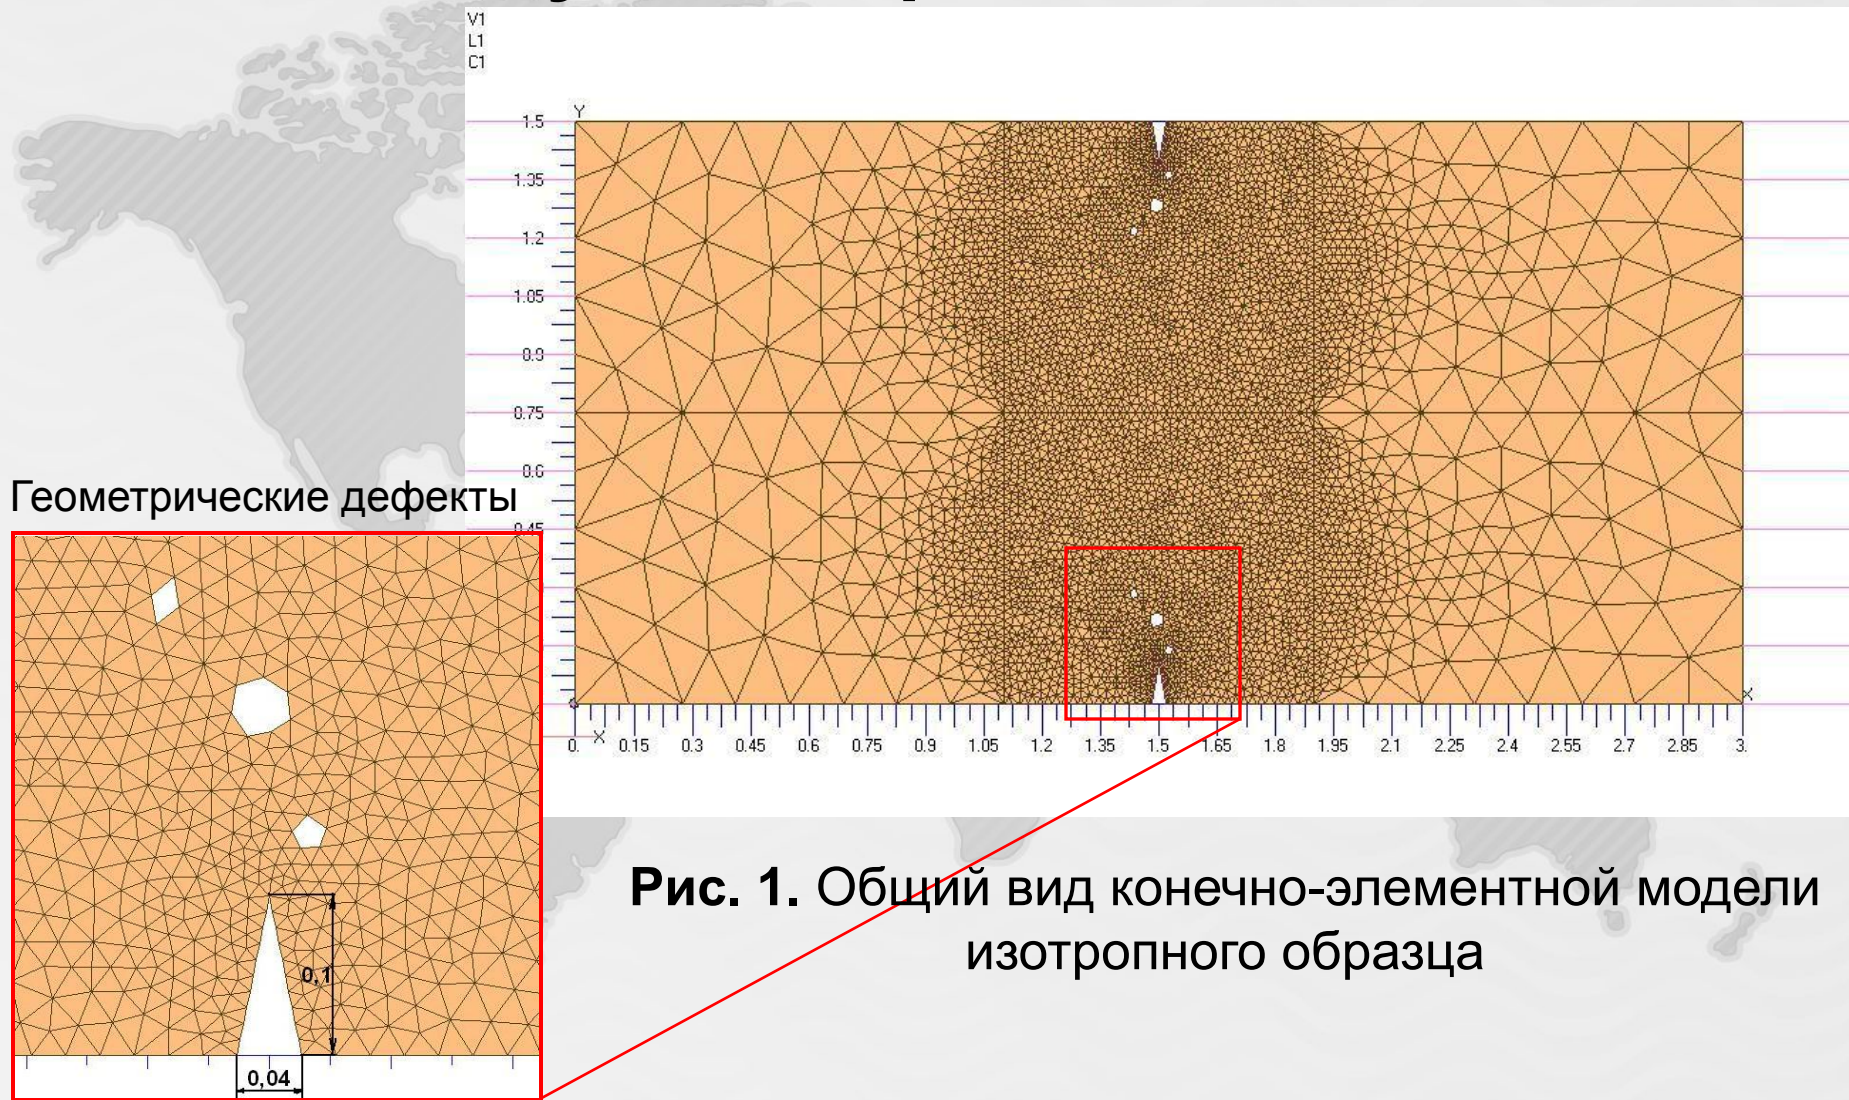 V1
L1
C1
Y
1.5
1.35
1.2
1.05
0.9
0.75
0.6
0.45
X
X
0. 0.15 0.3 0.45 0.6 0.75 0.9 1.05 1.2 1.35 1.5 1.65 1.8 1.95 2.1 2.25 2.4 2.55 2.7 2.85 3.
Геометрические дефекты
0,1
0,04
Рис. 1. Общий вид конечно-элементной модели
изотропного образца